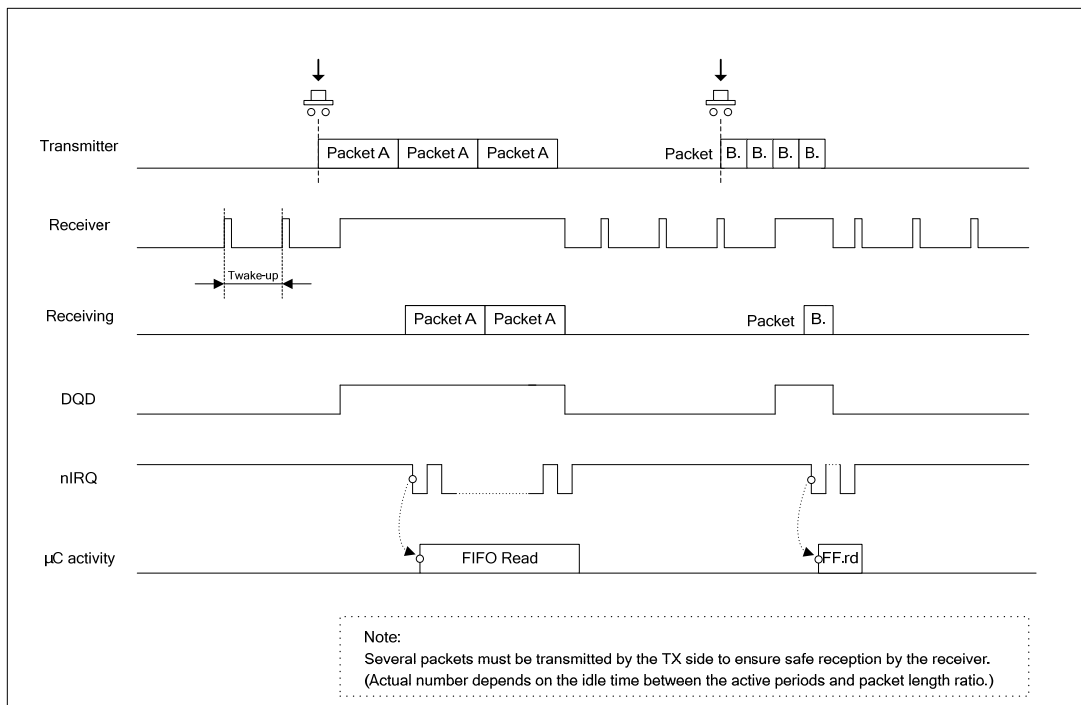 Transmitter
Packet A Packet A Packet A
Packet B. B. B. B.
Receiver
Twake-up
Receiving
Packet A Packet A
Packet B.
DQD
nIRQ
µC activity
FIFO Read
FF.rd
Note:
Several packets must be transmitted by the TX side to ensure safe reception by the receiver.
(Actual number depends on the idle time between the active periods and packet length ratio.)